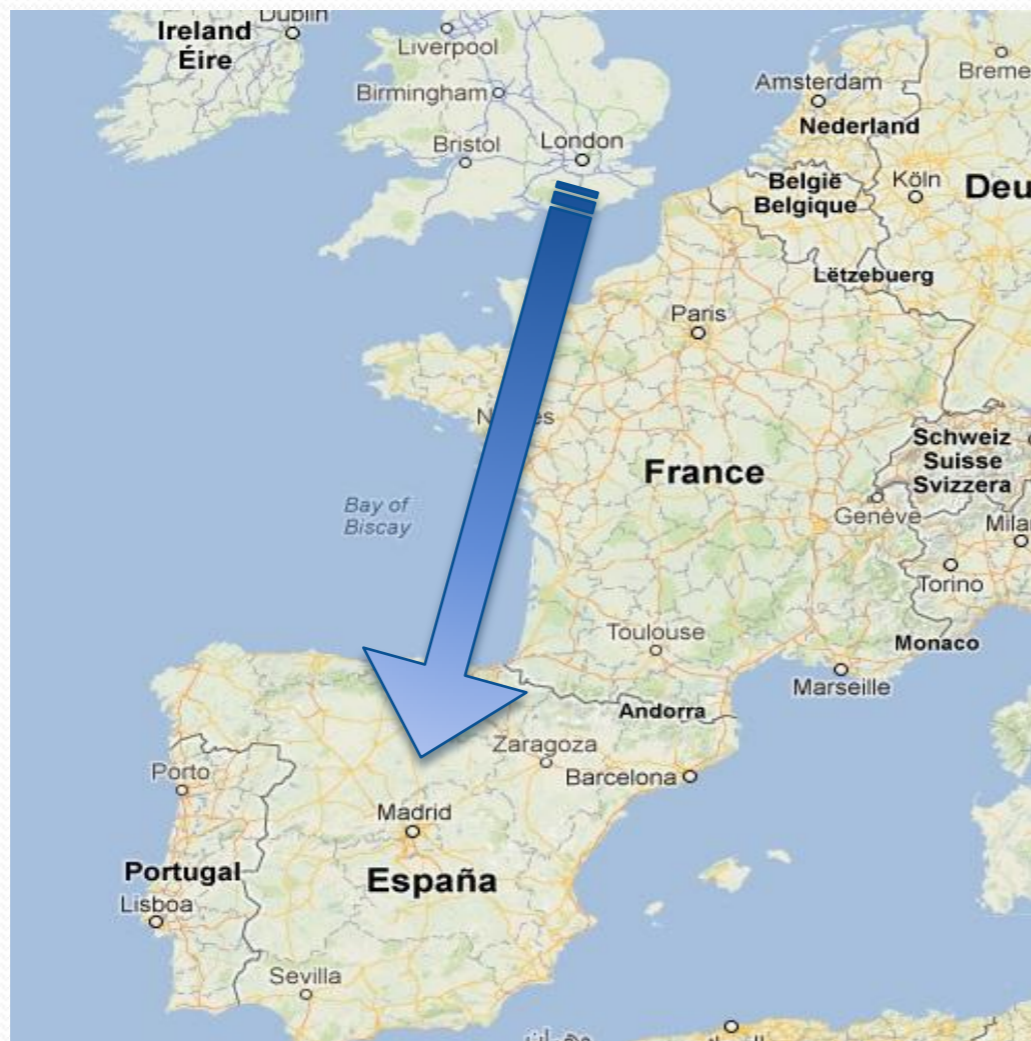 Dublin
Ireland
Éire
Liverpool
Birmingham
Bristol
London
Amsterdam
Breme
Nederland
België
Belgique
Köln
Deu
Lëtzebuerg
Paris
Schweiz
Suisse
Svizzera
France
Genève
Mila
Bay of
Biscay
Torino
Toulouse
Monaco
Marseille
Andorra
Zaragoza
Barcelona
Porto
Madrid
Portugal
España
Lisboa
Sevilla